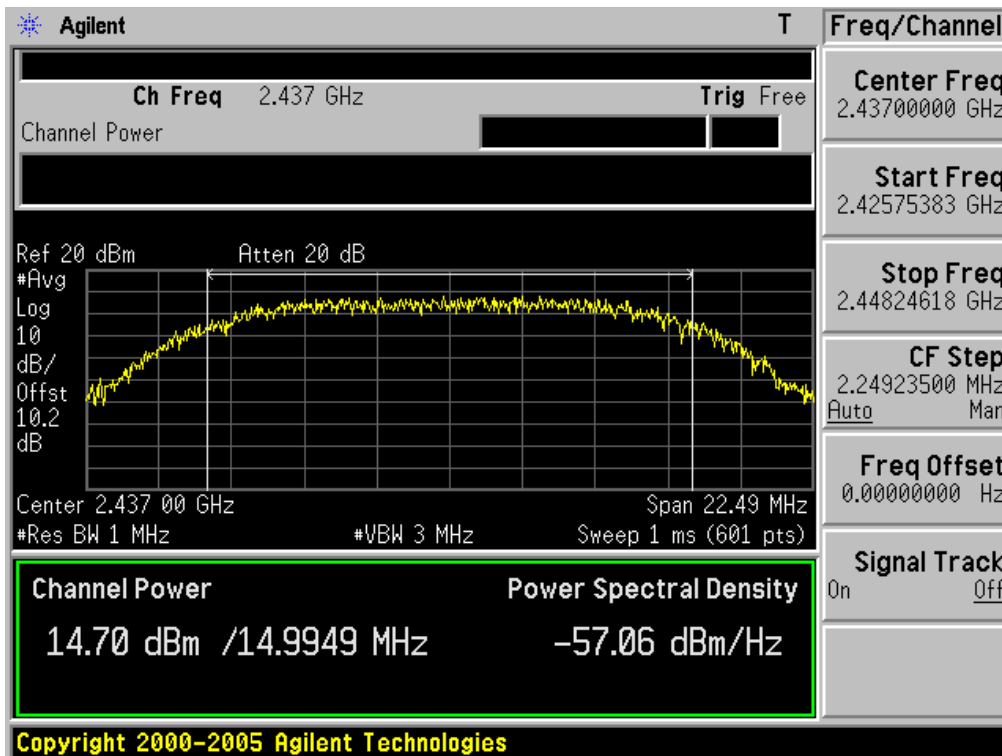 Agilent T
Freq/Channel
Ch Freq 2.437 GHz Trig Free
Channel Power
Center Freq
2.43700000 GHz
Start Freq
2.42575383 GHz
Stop Freq
2.44824618 GHz
CF Step
2.24923500 MHz
Auto Man
Freq Offset
0.00000000 Hz
Signal Track
On Off
Ref 20 dBm Atten 20 dB
#Avg
Log
10
dB/
Offst
10.2
dB
Center 2.437 00 GHz Span 22.49 MHz
#Res BW 1 MHz #VBW 3 MHz Sweep 1 ms (601 pts)
Channel Power Power Spectral Density
14.70 dBm /14.9949 MHz -57.06 dBm/Hz
Copyright 2000-2005 Agilent Technologies